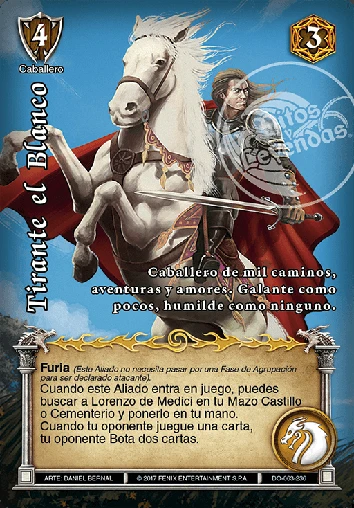 4
3
Caballero
Mitos y
Leyendas
Tirante el Blanco
Caballero de mil caminos,
aventuras y amores. Galante como
pocos, humilde como ninguno.
Furia (Este Aliado no necesita pasar por una Fase de Agrupación
para ser declarado atacante).
Cuando este Aliado entra en juego, puedes
buscar a Lorenzo de Medici en tu Mazo Castillo
o Cementerio y ponerlo en tu mano.
Cuando tu oponente juegue una carta,
tu oponente Bota dos cartas.
ARTE: DANIEL BERNAL
© 2017 FENIX ENTERTAINMENT S.P.A.